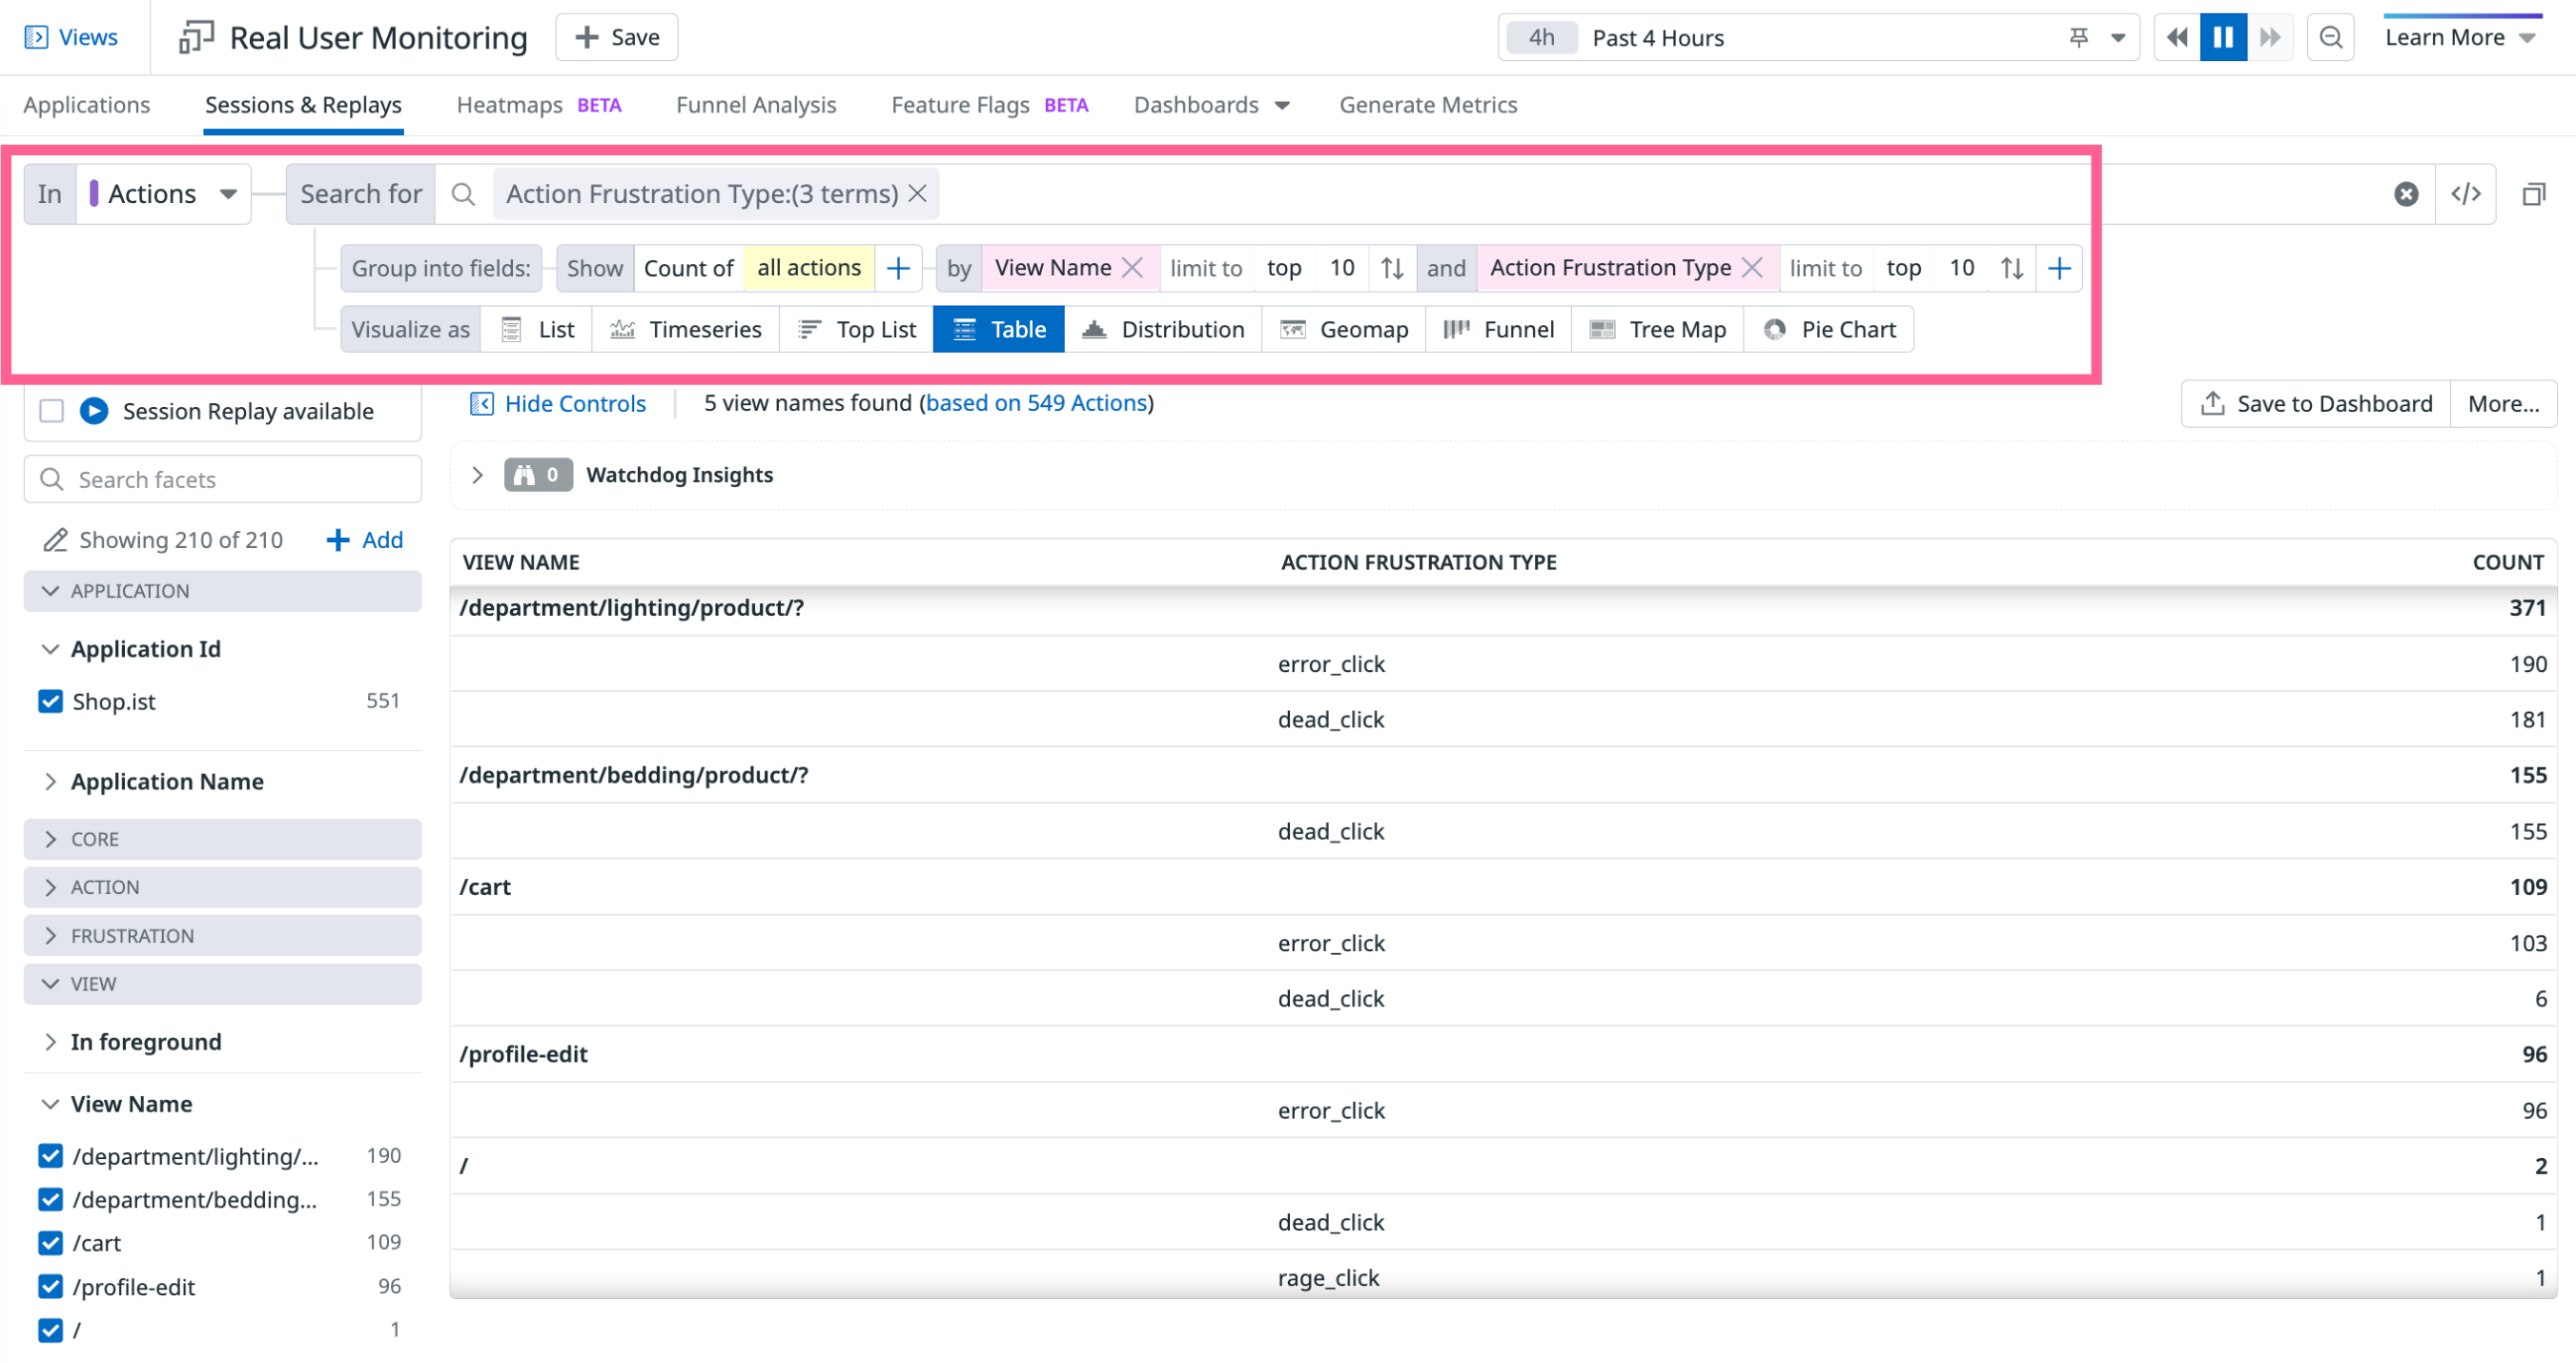 Views Real User Monitoring + Save 4h Past 4 Hours Learn More
Applications Sessions & Replays Heatmaps BETA Funnel Analysis Feature Flags BETA Dashboards Generate Metrics
In Actions Search for Action Frustration Type:(3 terms)
Group into fields: Show Count of all actions + by View Name limit to top 10 and Action Frustration Type limit to top 10 +
Visualize as List Timeseries Top List Table Distribution Geomap Funnel Tree Map Pie Chart
Session Replay available
Hide Controls 5 view names found (based on 549 Actions) Save to Dashboard More...
Search facets
0 Watchdog Insights
Showing 210 of 210 + Add
VIEW NAME ACTION FRUSTRATION TYPE COUNT
APPLICATION
/department/lighting/product/? 371
Application Id
error_click 190
Shop.ist 551
dead_click 181
/department/bedding/product/? 155
Application Name
dead_click 155
CORE
/cart 109
ACTION
error_click 103
FRUSTRATION
dead_click 6
VIEW
/profile-edit 96
In foreground
error_click 96
View Name
/ 2
/department/lighting/... 190
dead_click 1
/department/bedding... 155
rage_click 1
/cart 109
/profile-edit 96
/ 1